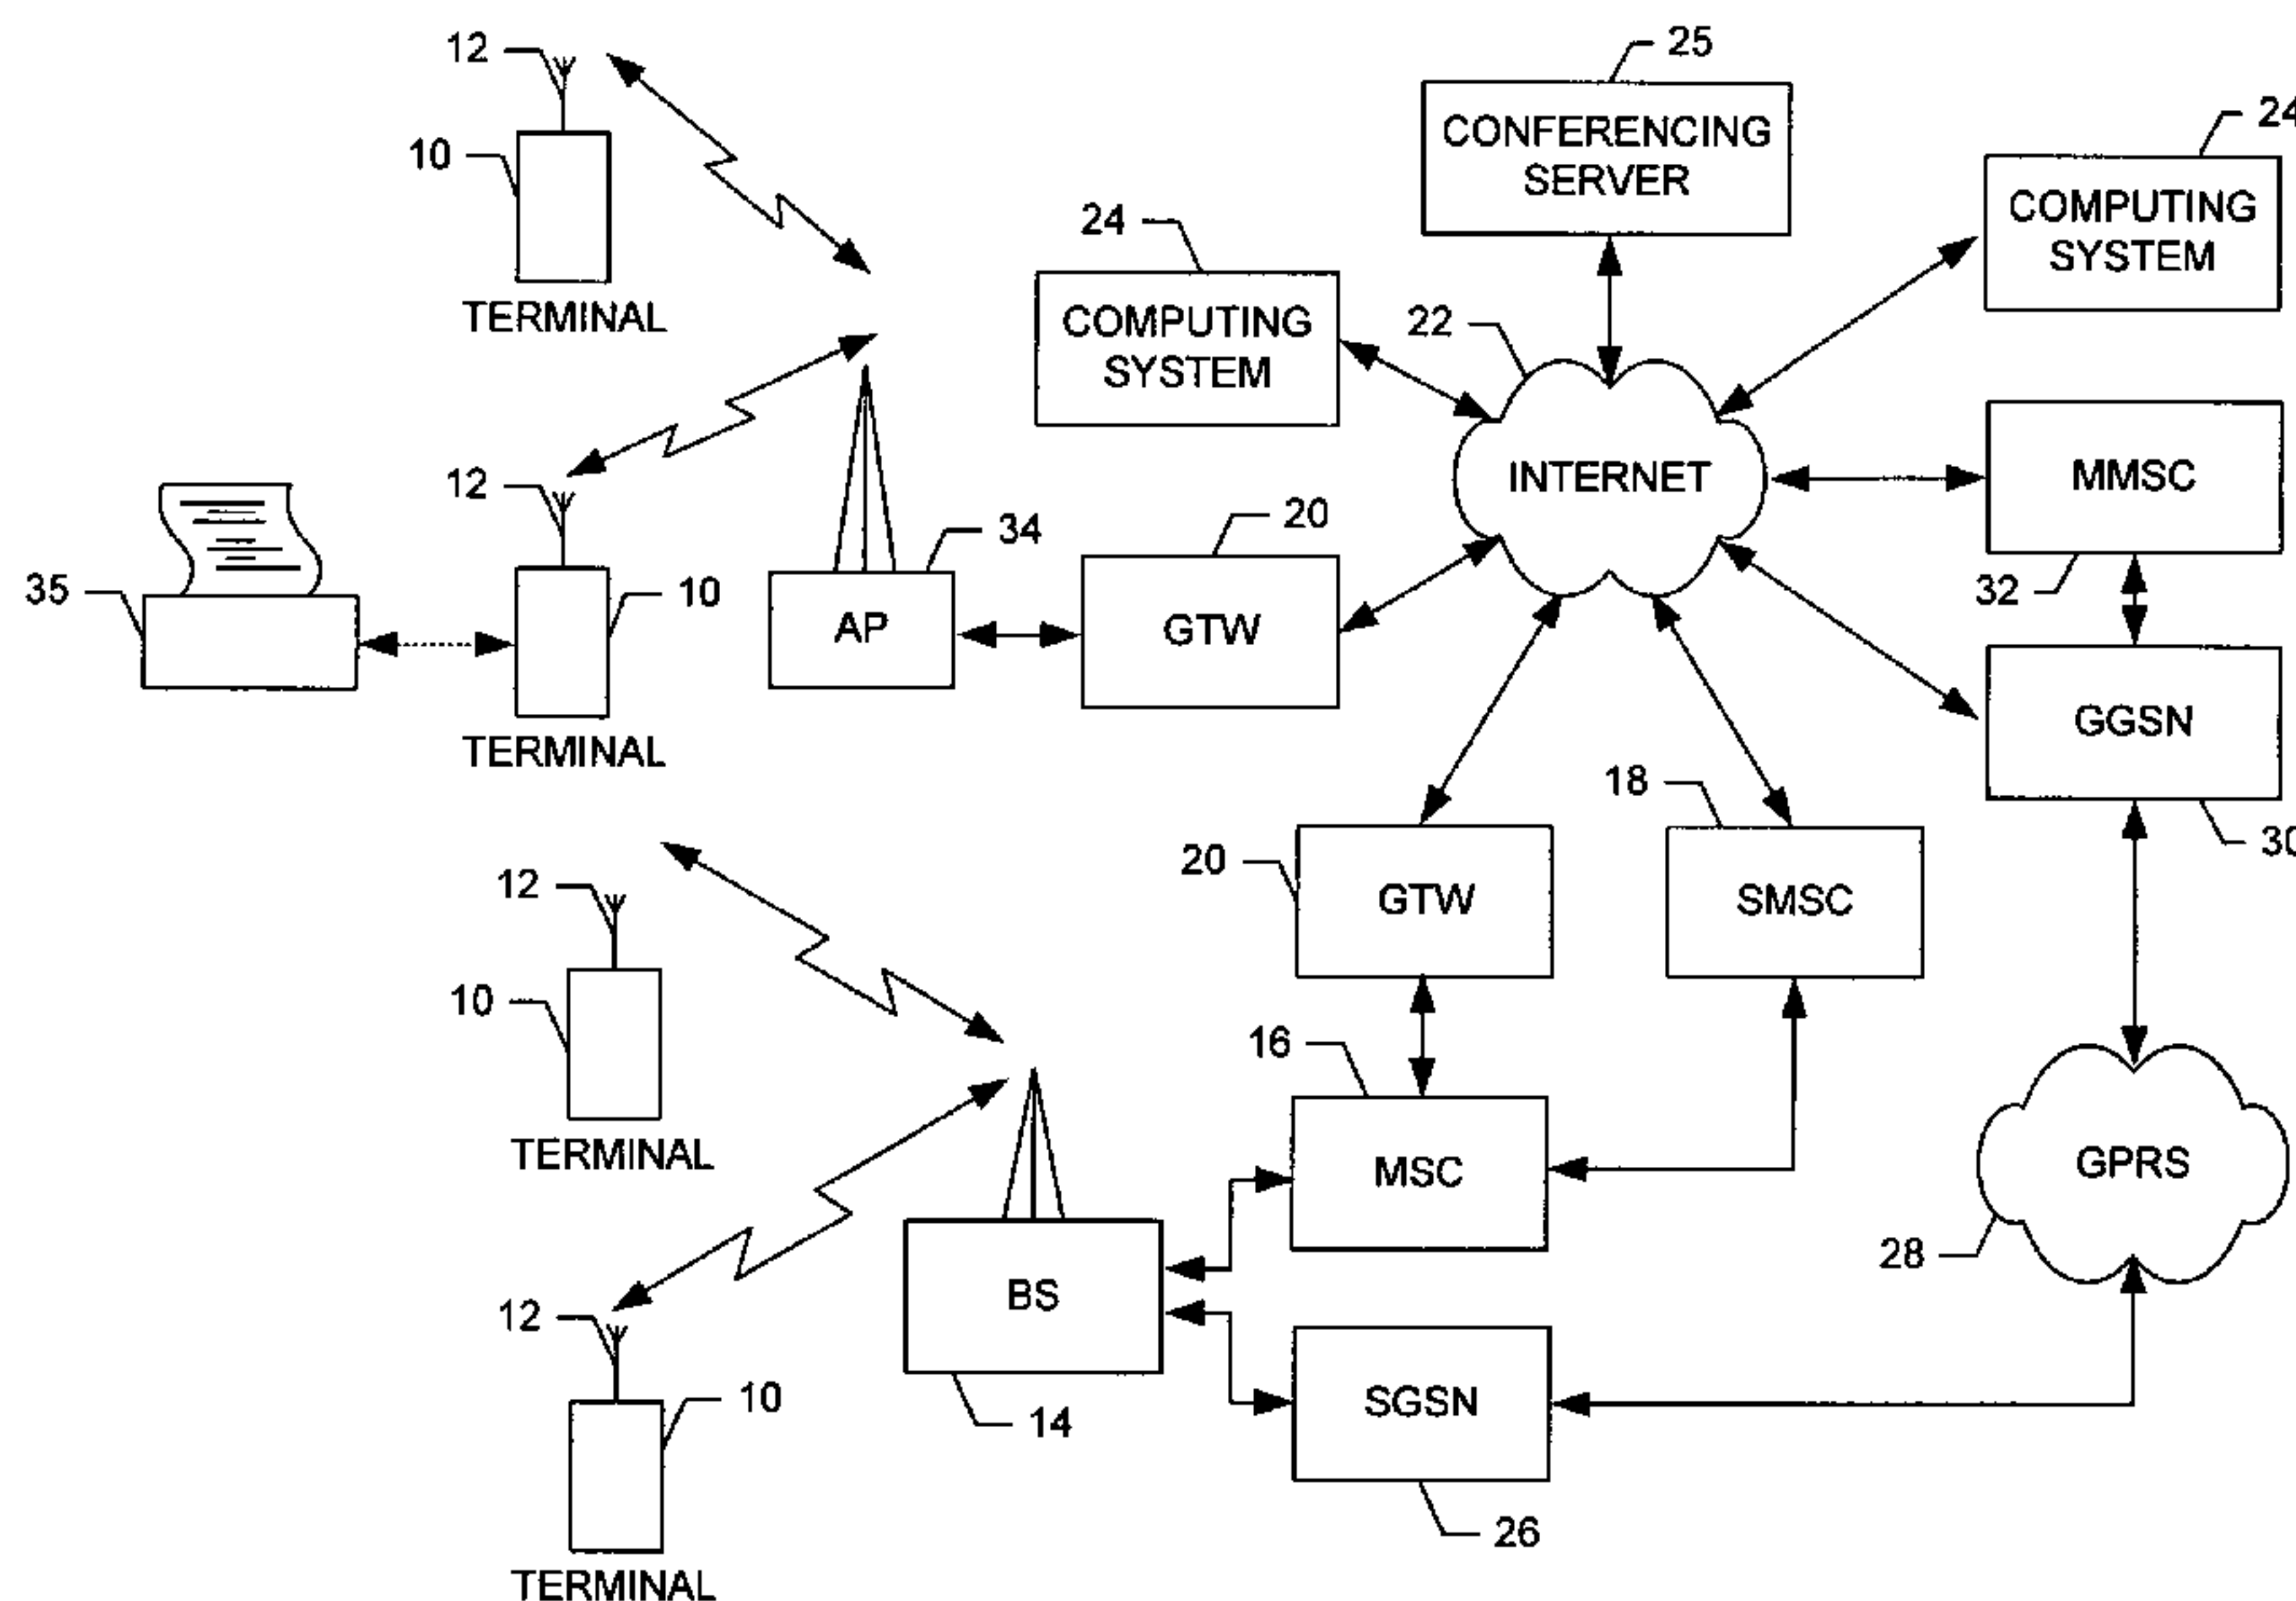 12
25
24
10
CONFERENCING
SERVER
24
COMPUTING
SYSTEM
TERMINAL
COMPUTING
SYSTEM
22
12
INTERNET
MMSC
20
34
35
10
AP
GTW
32
TERMINAL
GGSN
18
30
20
12
GTW
SMSC
10
16
TERMINAL
MSC
GPRS
28
12
BS
10
14
SGSN
26
TERMINAL